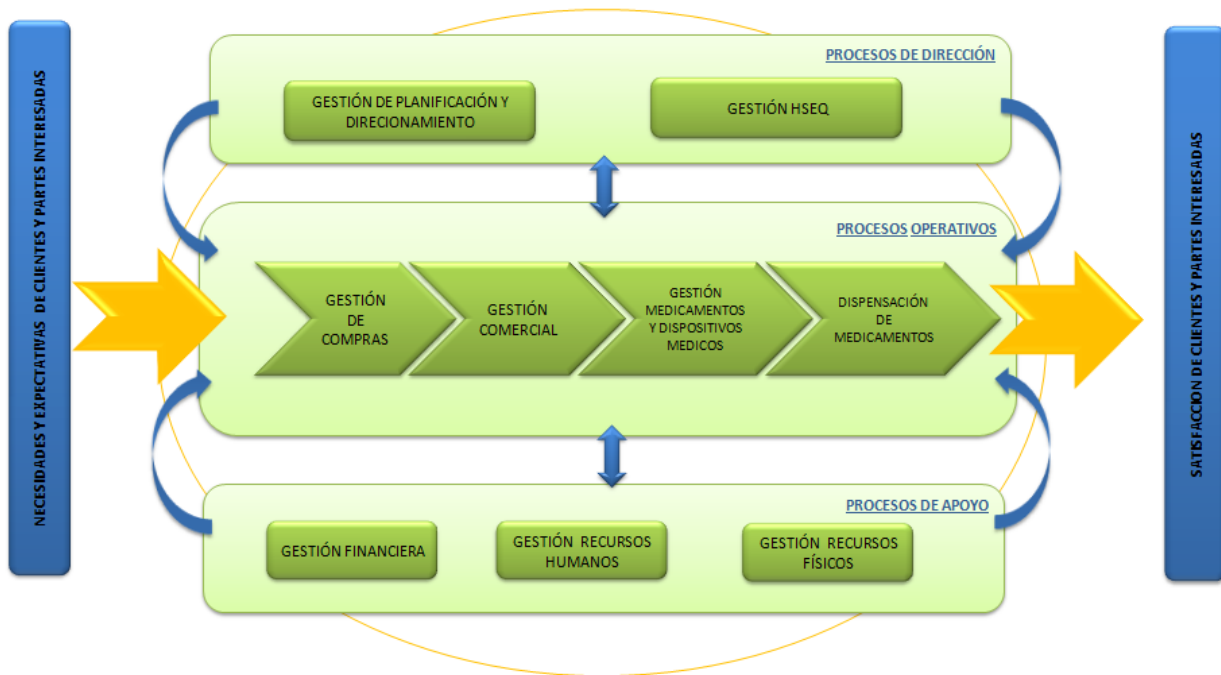 NECESIDADES Y EXPECTATIVAS DE CLIENTES Y PARTES INTERESADAS
PROCESOS DE DIRECCIÓN
GESTIÓN DE PLANIFICACIÓN Y
DIRECIONAMIENTO
GESTIÓN HSEQ
PROCESOS OPERATIVOS
GESTIÓN
DE
COMPRAS
GESTIÓN
COMERCIAL
GESTIÓN
MEDICAMENTOS
Y DISPOSITIVOS
MEDICOS
DISPENSACIÓN
DE
MEDICAMENTOS
PROCESOS DE APOYO
GESTIÓN FINANCIERA
GESTIÓN RECURSOS
HUMANOS
GESTIÓN RECURSOS
FÍSICOS
SATISFACCION DE CLIENTES Y PARTES INTERESADAS